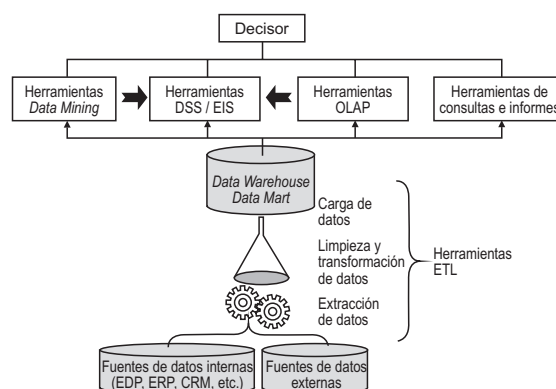 Decisor
Herramientas
Data Mining
Herramientas
DSS / EIS
Herramientas
OLAP
Herramientas de
consultas e informes
Data Warehouse
Data Mart
Carga de
datos
Limpieza y
transformación
de datos
Herramientas
ETL
Extracción
de datos
Fuentes de datos internas
(EDP, ERP, CRM, etc.)
Fuentes de datos
externas